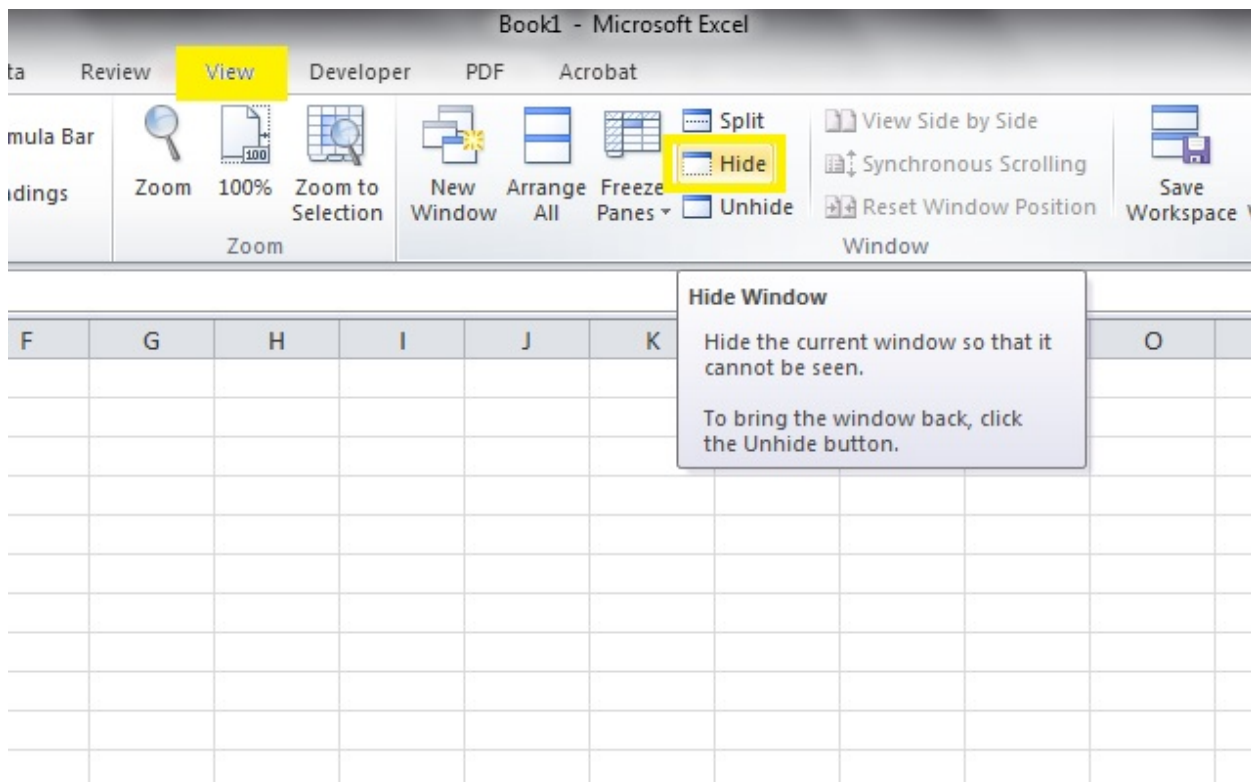 Book1 - Microsoft Excel
ta Review View Developer PDF Acrobat
mula Bar
dings
Zoom
100
100%
Zoom to
Selection
Zoom
New
Window
Arrange
All
Freeze
Panes
Split
Hide
Unhide
View Side by Side
Synchronous Scrolling
Reset Window Position
Window
Save
Workspace
Hide Window
Hide the current window so that it
cannot be seen.
To bring the window back, click
the Unhide button.
F G H I J K O